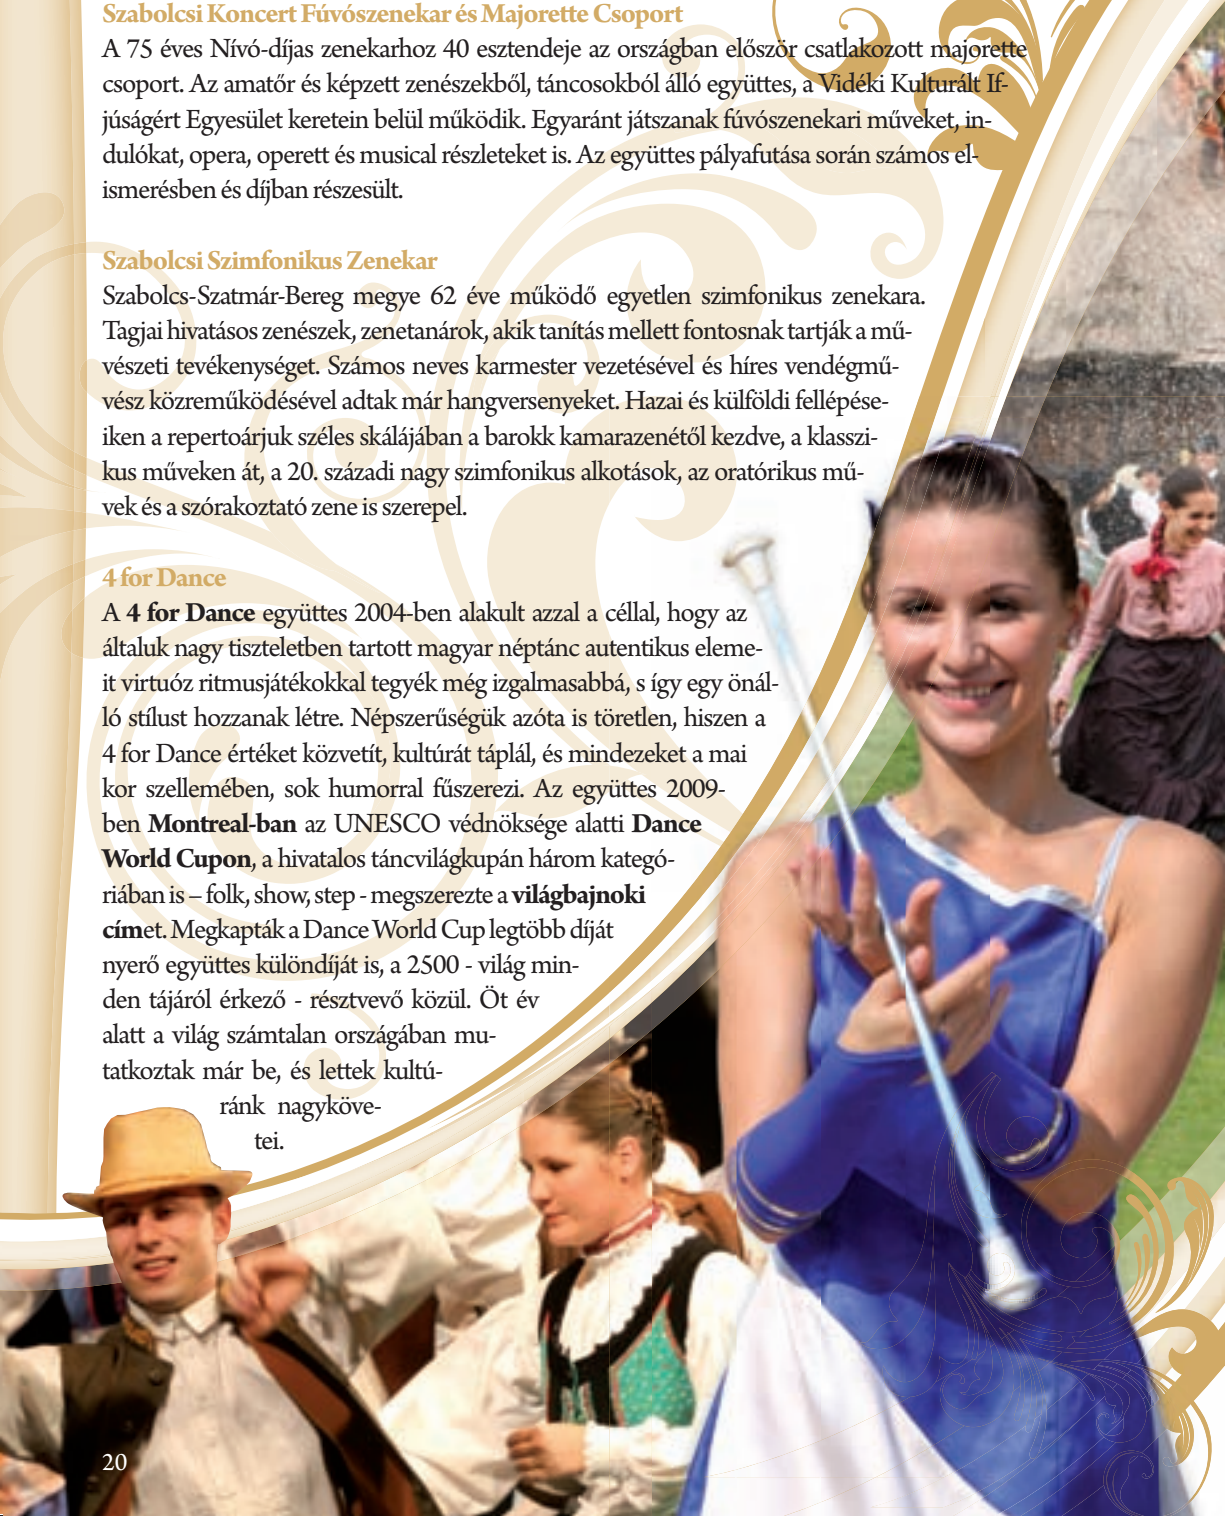 Szabolcsi Koncert Fúvószenekar és Majorette Csoport
A 75 éves Nívó-díjas zenekarhoz 40 esztendeje az országban először csatlakozott majorette
csoport. Az amatőr és képzett zenészekből, táncosokból álló együttes, a Vidéki Kulturált If-
júságért Egyesület keretein belül működik. Egyaránt játszanak fúvószenekari műveket, in-
dulókat, opera, operett és musical részleteket is. Az együttes pályafutása során számos el-
ismerésben és díjban részesült.
Szabolcsi Szimfonikus Zenekar
Szabolcs-Szatmár-Bereg megye 62 éve működő egyetlen szimfonikus zenekara.
Tagjai hivatásos zenészek, zenetanárok, akik tanítás mellett fontosnak tartják a mű-
vészeti tevékenységet. Számos neves karmester vezetésével és híres vendégmű-
vész közreműködésével adtak már hangversenyeket. Hazai és külföldi fellépése-
iken a repertoárjuk széles skálájában a barokk kamarazenétől kezdve, a klasszi-
kus műveken át, a 20. századi nagy szimfonikus alkotások, az oratórikus mű-
vek és a szórakoztató zene is szerepel.
4 for Dance
A 4 for Dance együttes 2004-ben alakult azzal a céllal, hogy az
általuk nagy tiszteletben tartott magyar néptánc autentikus eleme-
it virtuóz ritmusjátékokkal tegyék még izgalmasabbá, s így egy önál-
ló stílust hozzanak létre. Népszerűségük azóta is töretlen, hiszen a
4 for Dance értéket közvetít, kultúrát táplál, és mindezeket a mai
kor szellemében, sok humorral fűszerezi. Az együttes 2009-
ben Montreal-ban az UNESCO védnöksége alatti Dance
World Cupon, a hivatalos táncvilágkupán három kategó-
riában is – folk, show, step - megszerezte a világbajnoki
címet. Megkapták a Dance World Cup legtöbb díját
nyerő együttes különdíját is, a 2500 - világ min-
den tájáról érkező - résztvevő közül. Öt év
alatt a világ számtalan országában mu-
tatkoztak már be, és lettek kultú-
ránk nagyköve-
tei.
20